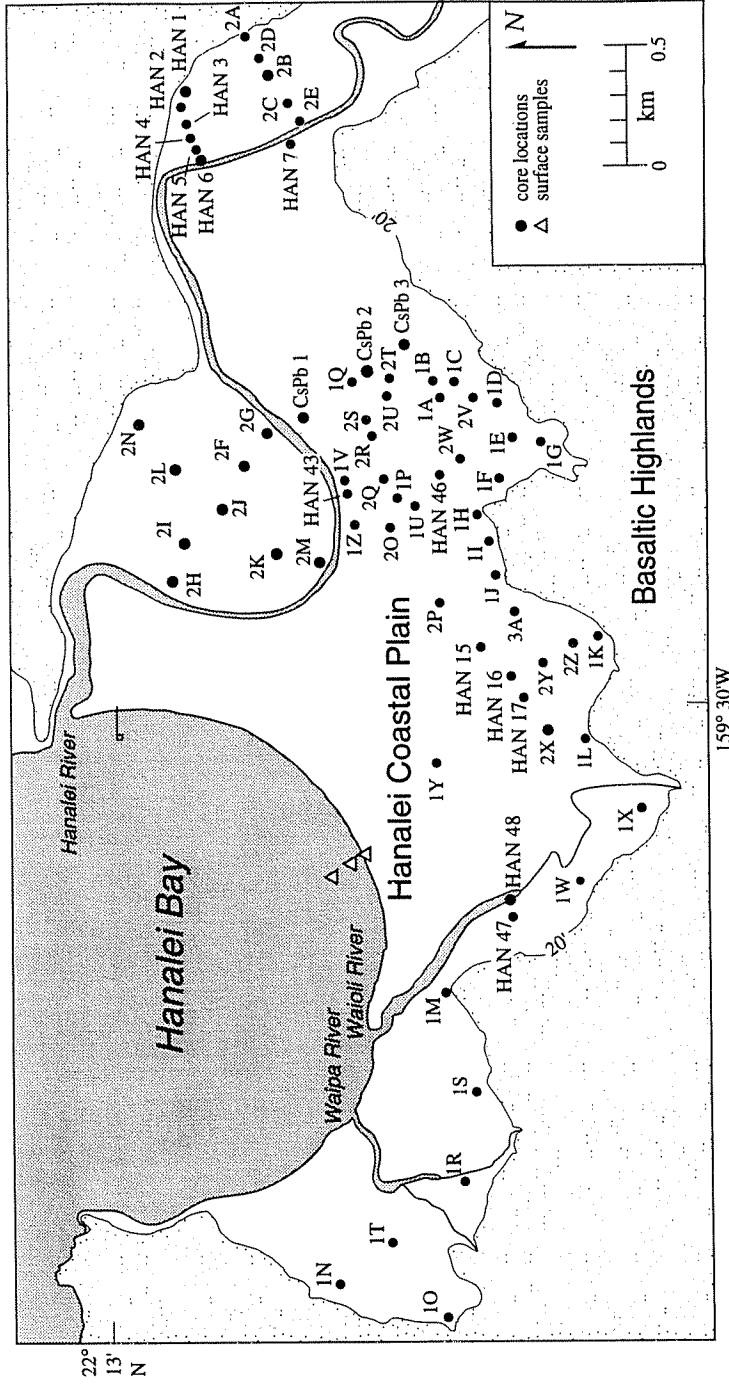 22°
13'
N
Hanalei River
Hanalei Bay
Waioli River
Waipa River
Hanalei Coastal Plain
Basaltic Highlands
159° 30'W
20'
20'
1N
1T
1O
1R
1S
1M
HAN 47
HAN 48
1W
1X
1Y
1L
2X
HAN 17
HAN 16
HAN 15
2Y
2Z
1K
3A
2P
1J
1I
1H
1F
1G
1E
1D
2V
1C
1B
1A
2W
HAN 46
1U
1P
2O
2Q
1Z
HAN 43
1V
2R
2S
2U
2T
1Q
CsPb 1
CsPb 2
CsPb 3
2H
2I
2L
2N
2J
2F
2G
2K
2M
HAN 7
HAN 6
HAN 5
HAN 4
HAN 3
HAN 2
HAN 1
2A
2D
2B
2C
2E
N
core locations
surface samples
0
0.5
km